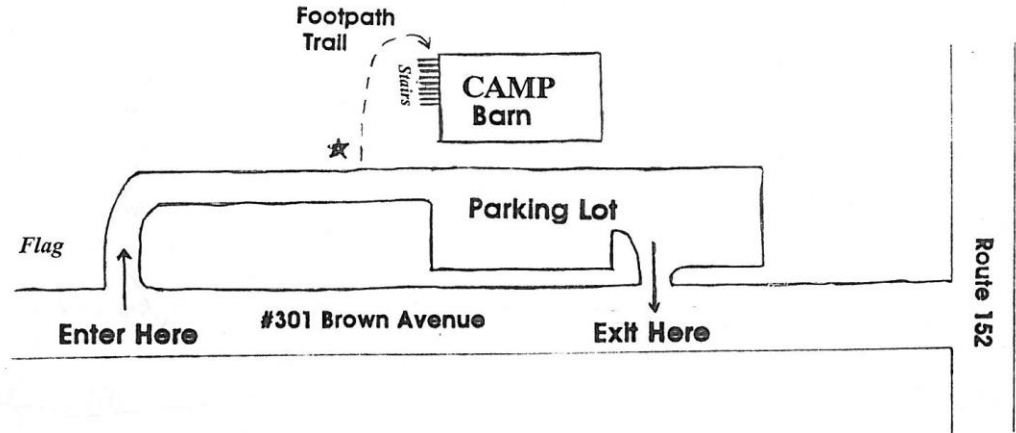 Footpath
Trail
Stairs
CAMP
Barn
Parking Lot
Flag
Enter Here
#301 Brown Avenue
Exit Here
Route 152